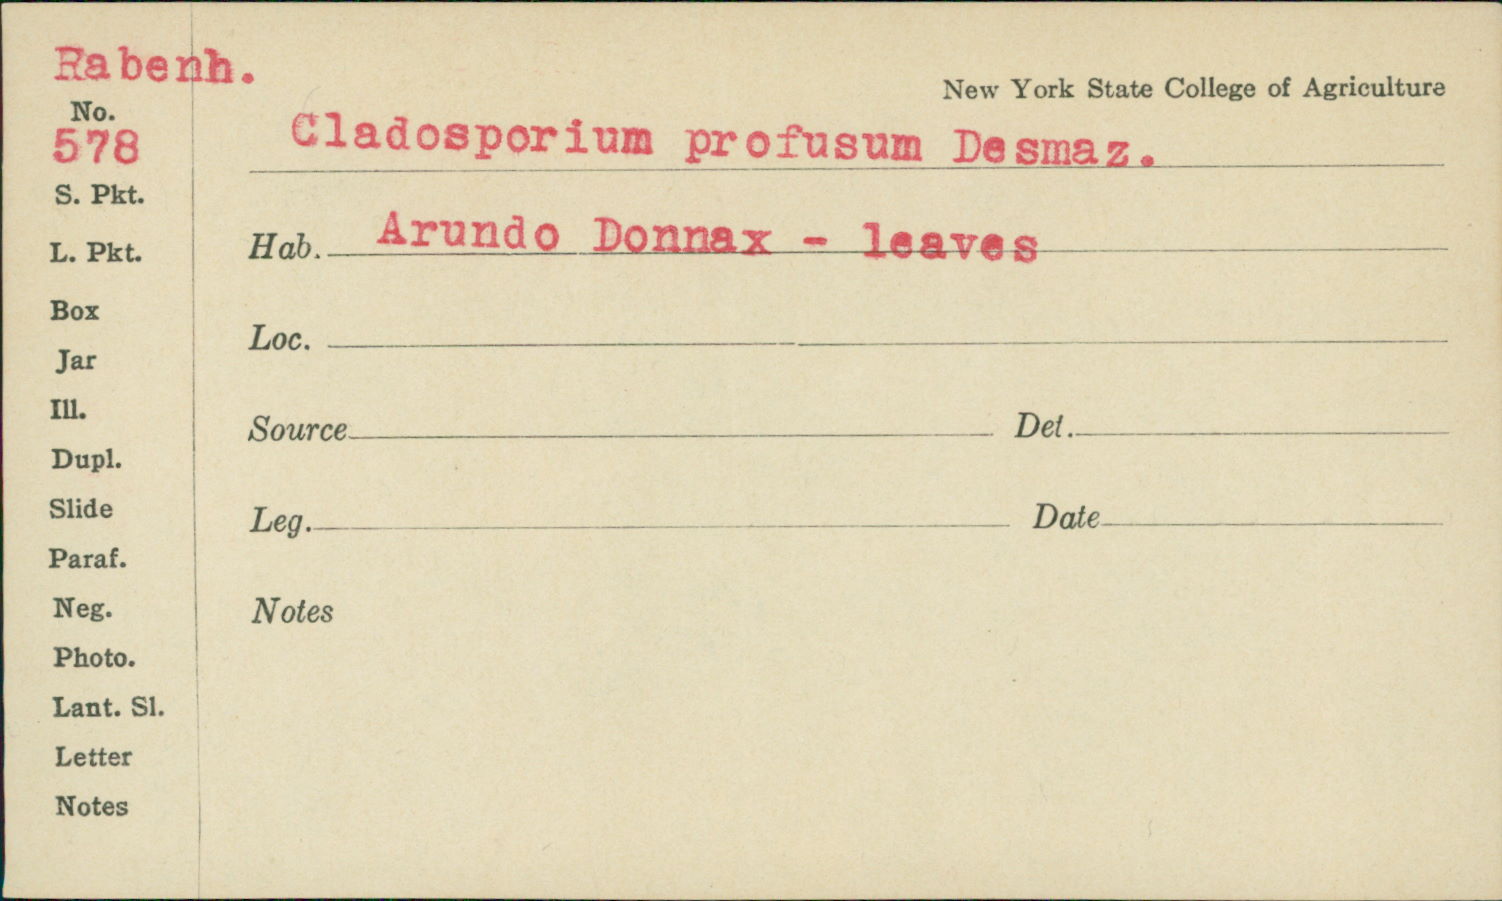 Rabenh.
New York State College of Agriculture
No.
578
Cladosporium profusum Desmaz.
S. Pkt.
Hab. Arundo Donnax - leaves
L. Pkt.
Box
Loc.
Jar
Ill.
Source Det.
Dupl.
Slide
Leg. Date
Paraf.
Neg.
Notes
Photo.
Lant. Sl.
Letter
Notes